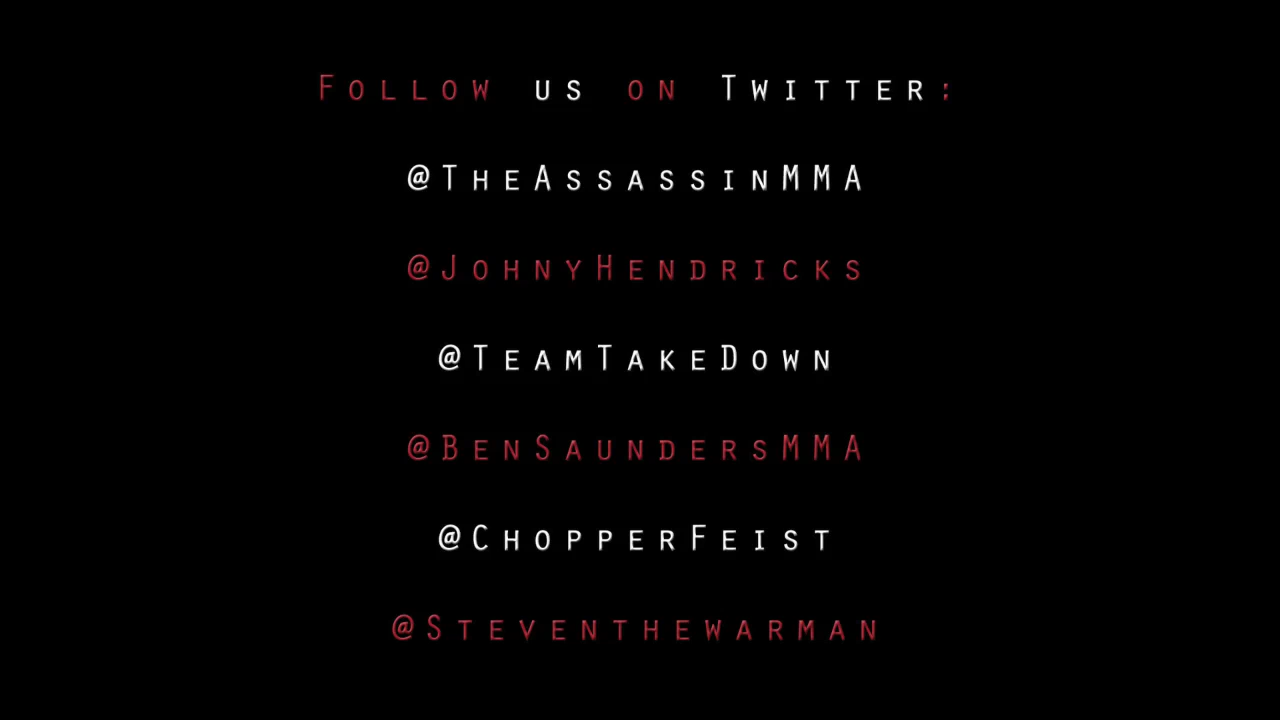 Follow us on Twitter:
@TheAssassinMMA
@JohnyHendricks
@TeamTakeDown
@BenSaundersMMA
@ChopperFeist
@Steventhewarman